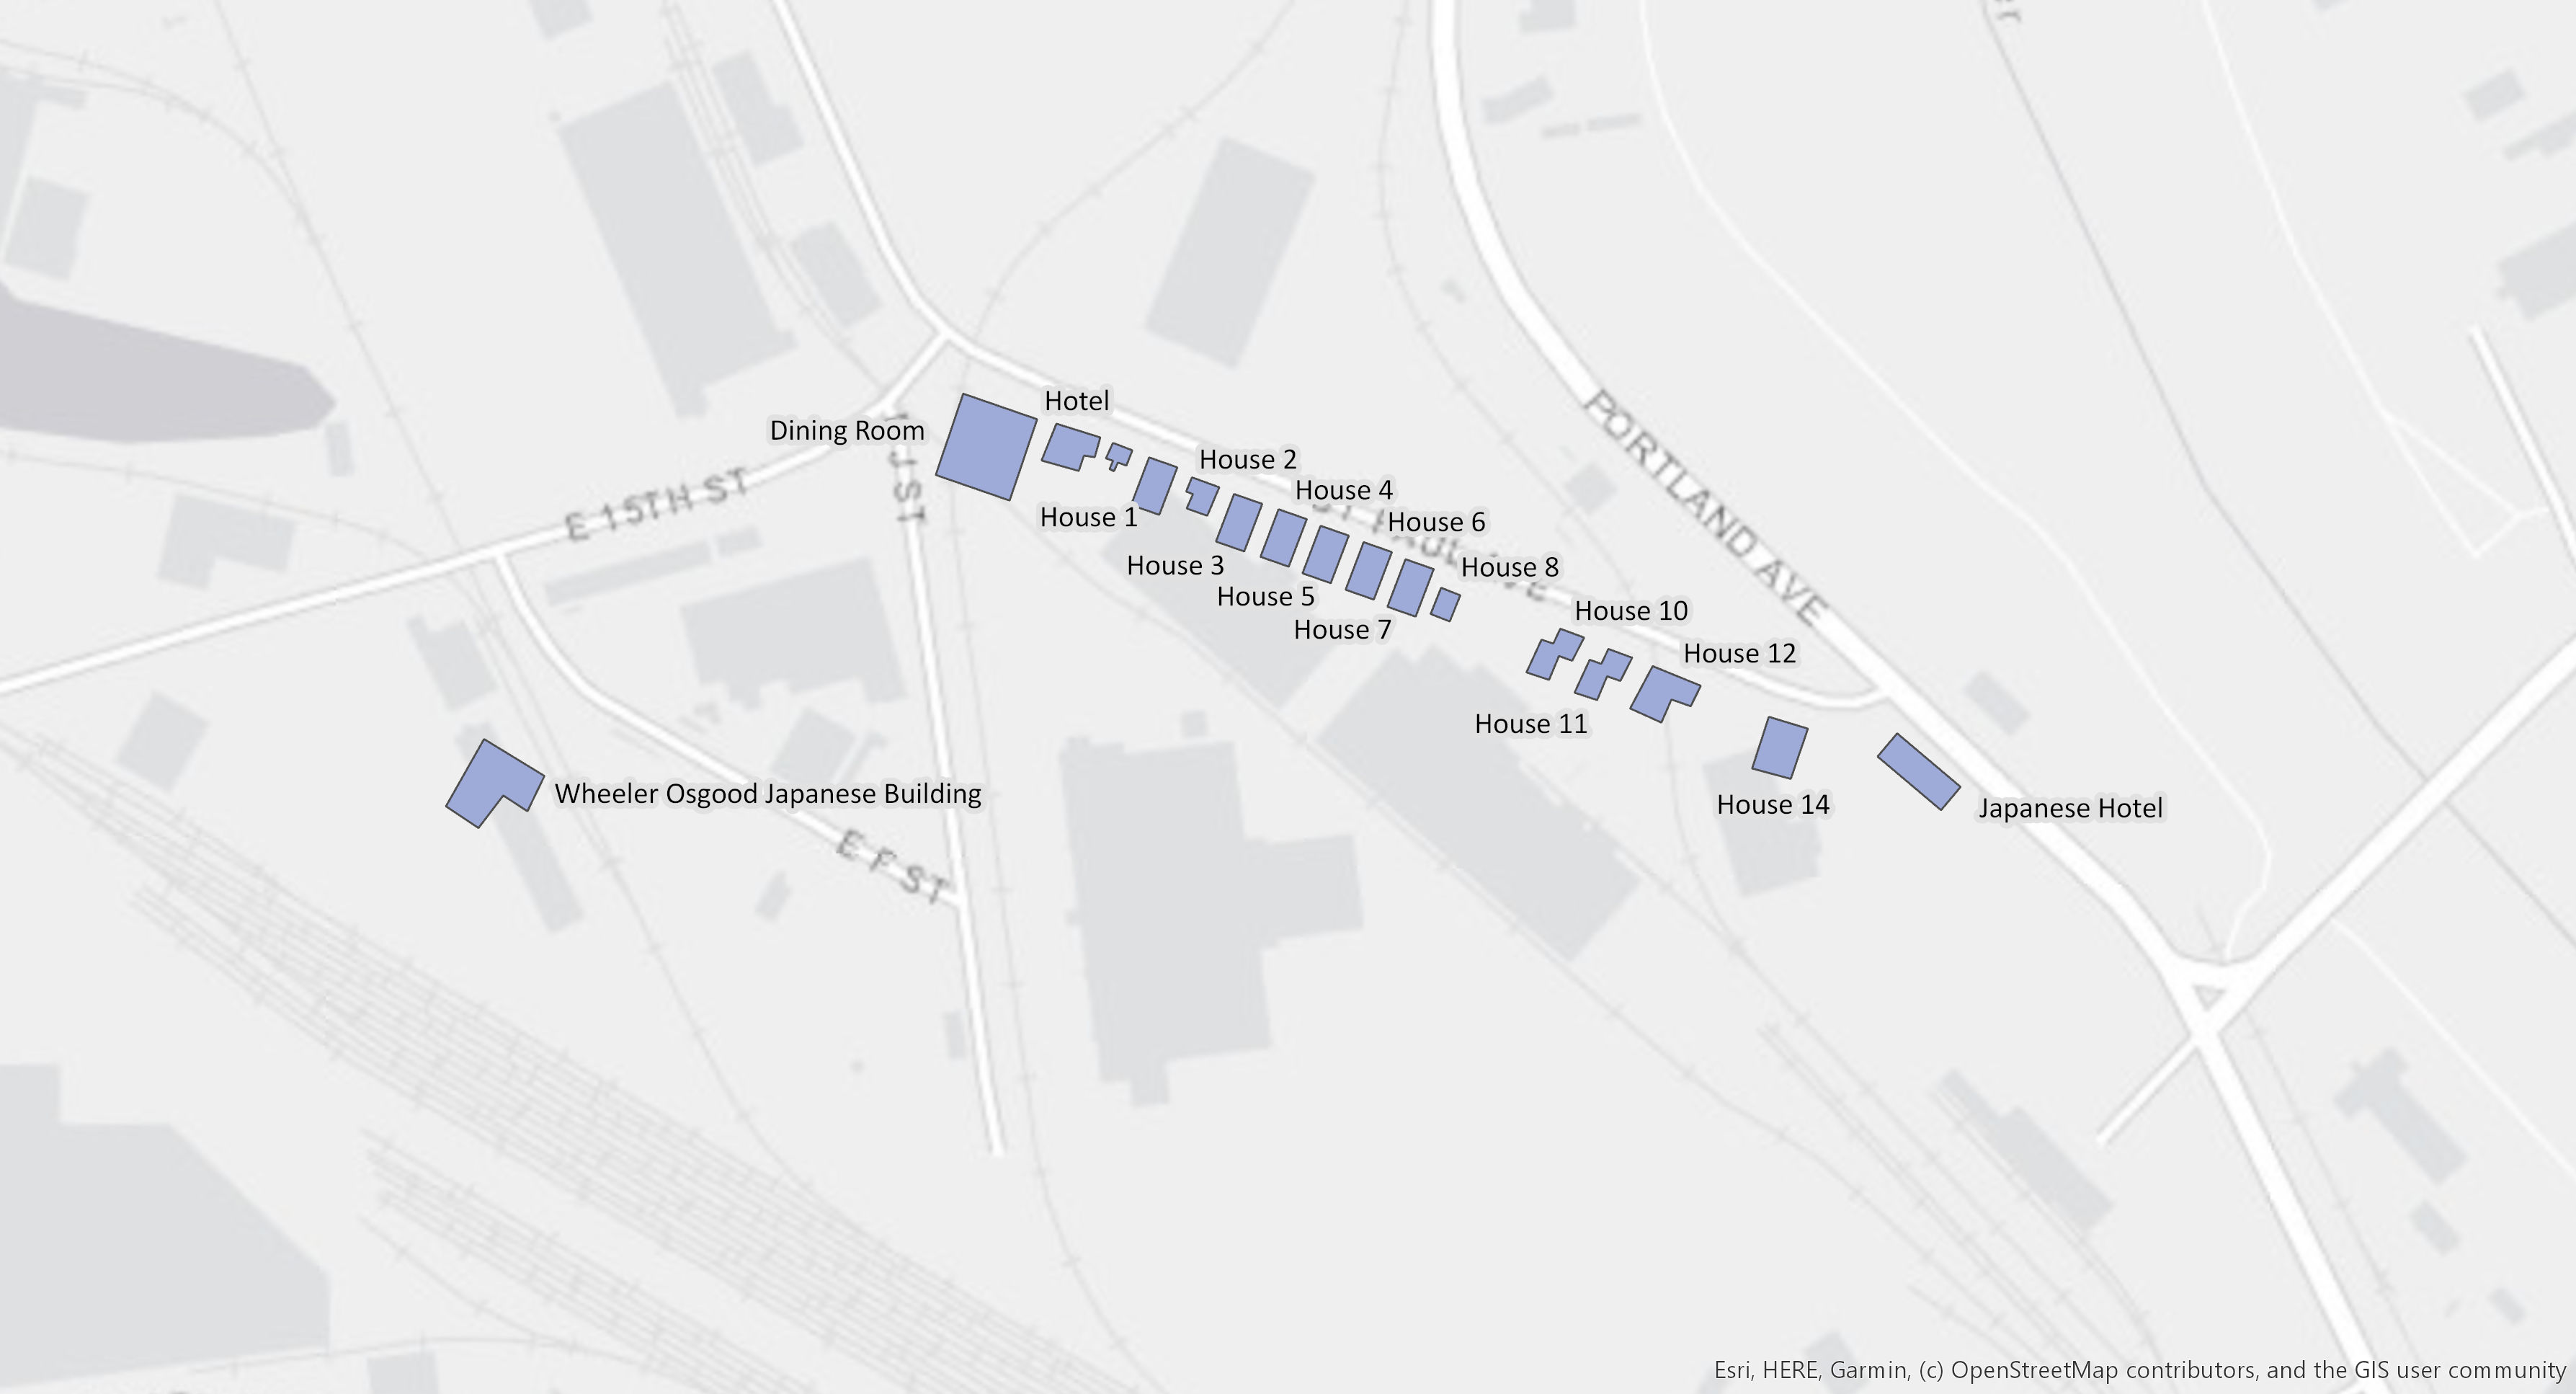 Hotel
Dining Room
PORTLAND AVE
House 2
E 15TH ST
J ST
House 4
House 1
House 6
House 3
House 8
House 5
House 10
House 7
House 12
House 11
Wheeler Osgood Japanese Building
House 14
Japanese Hotel
E F ST
Esri, HERE, Garmin, (c) OpenStreetMap contributors, and the GIS user community